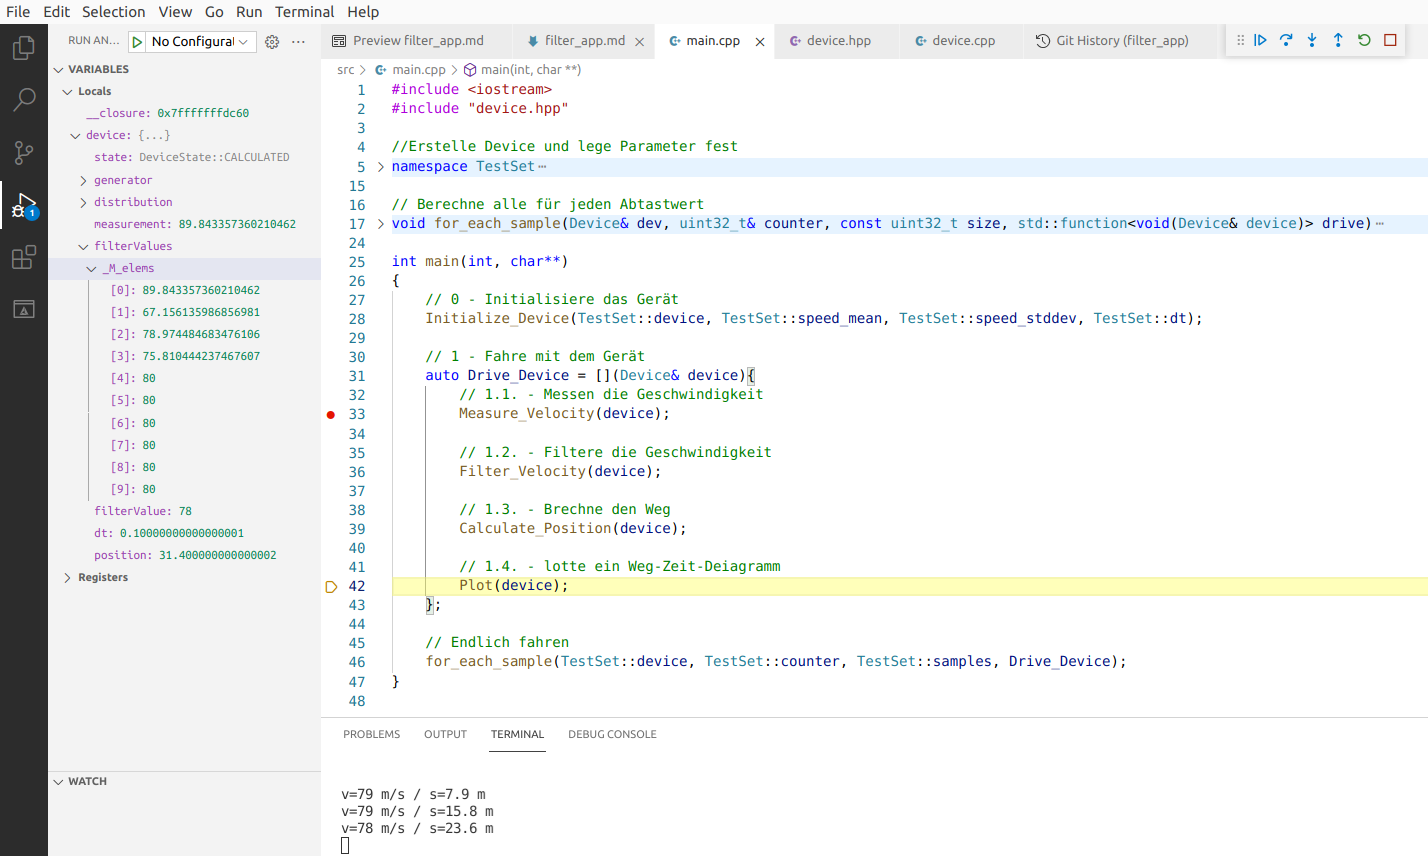 File Edit Selection View Go Run Terminal Help
RUN AN... No Configurat
Preview filter_app.md filter_app.md main.cpp device.hpp device.cpp Git History (filter_app)
VARIABLES
Locals
__closure: 0x7fffffffdc60
device: {...}
state: DeviceState::CALCULATED
generator
distribution
measurement: 89.843357360210462
filterValues
_M_elems
[0]: 89.843357360210462
[1]: 67.156135986856981
[2]: 78.974484683476106
[3]: 75.810444237467607
[4]: 80
[5]: 80
[6]: 80
[7]: 80
[8]: 80
[9]: 80
filterValue: 78
dt: 0.10000000000000001
position: 31.400000000000002
Registers
WATCH
1
src > main.cpp > main(int, char **)
1 #include <iostream>
2 #include "device.hpp"
3
4 //Erstelle Device und lege Parameter fest
5 namespace TestSet⋯
15
16 // Berechne alle für jeden Abtastwert
17 void for_each_sample(Device& dev, uint32_t& counter, const uint32_t size, std::function<void(Device& device)> drive)⋯
24
25 int main(int, char**)
26 {
27 // 0 - Initialisiere das Gerät
28 Initialize_Device(TestSet::device, TestSet::speed_mean, TestSet::speed_stddev, TestSet::dt);
29
30 // 1 - Fahre mit dem Gerät
31 auto Drive_Device = [](Device& device){
32 // 1.1. - Messen die Geschwindigkeit
33 Measure_Velocity(device);
34
35 // 1.2. - Filtere die Geschwindigkeit
36 Filter_Velocity(device);
37
38 // 1.3. - Brechne den Weg
39 Calculate_Position(device);
40
41 // 1.4. - lotte ein Weg-Zeit-Deiagramm
42 Plot(device);
43 };
44
45 // Endlich fahren
46 for_each_sample(TestSet::device, TestSet::counter, TestSet::samples, Drive_Device);
47 }
48
PROBLEMS OUTPUT TERMINAL DEBUG CONSOLE
v=79 m/s / s=7.9 m
v=79 m/s / s=15.8 m
v=78 m/s / s=23.6 m